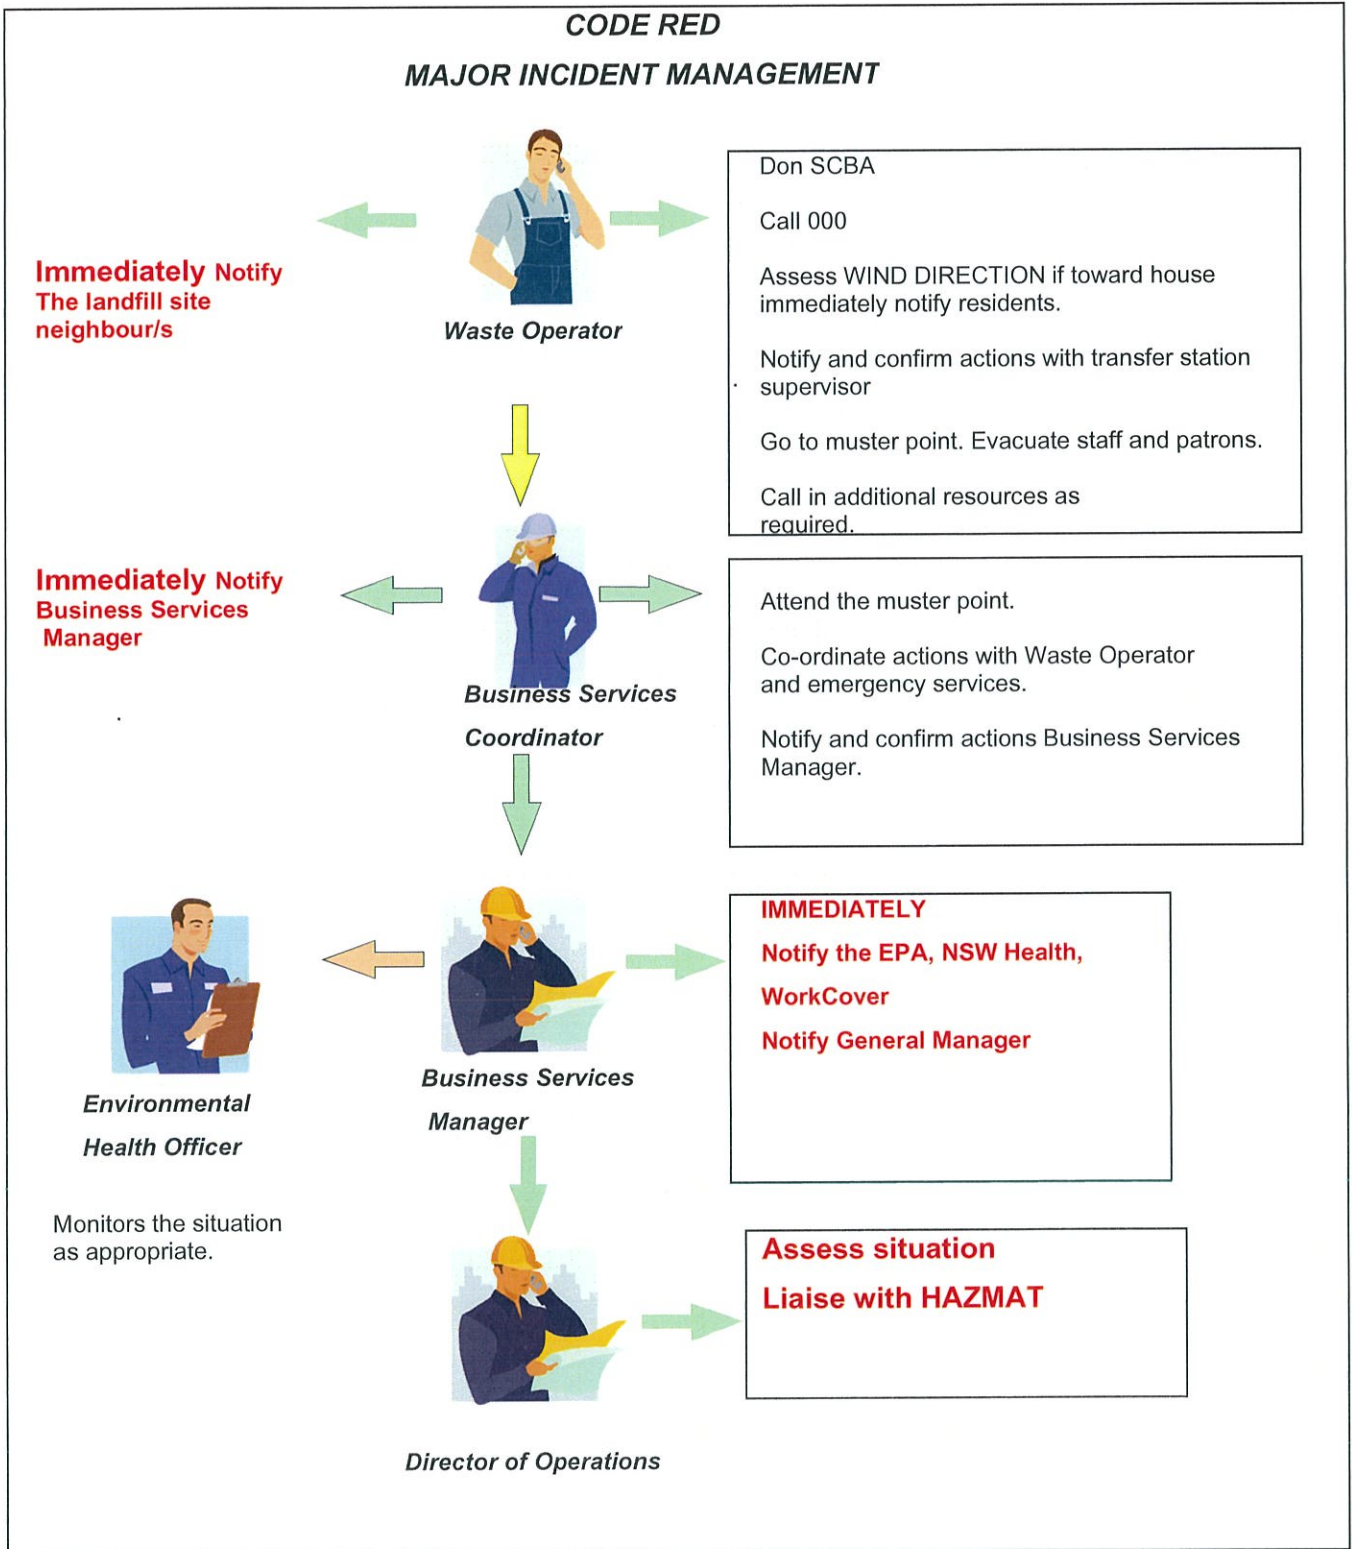 CODE RED
MAJOR INCIDENT MANAGEMENT
Immediately Notify
The landfill site
neighbour/s
Waste Operator
Don SCBA
Call 000
Assess WIND DIRECTION if toward house
immediately notify residents.
Notify and confirm actions with transfer station
supervisor
Go to muster point. Evacuate staff and patrons.
Call in additional resources as
required.
Immediately Notify
Business Services
Manager
Business Services
Coordinator
Attend the muster point.
Co-ordinate actions with Waste Operator
and emergency services.
Notify and confirm actions Business Services
Manager.
Environmental
Health Officer
Monitors the situation
as appropriate.
Business Services
Manager
IMMEDIATELY
Notify the EPA, NSW Health,
WorkCover
Notify General Manager
Director of Operations
Assess situation
Liaise with HAZMAT